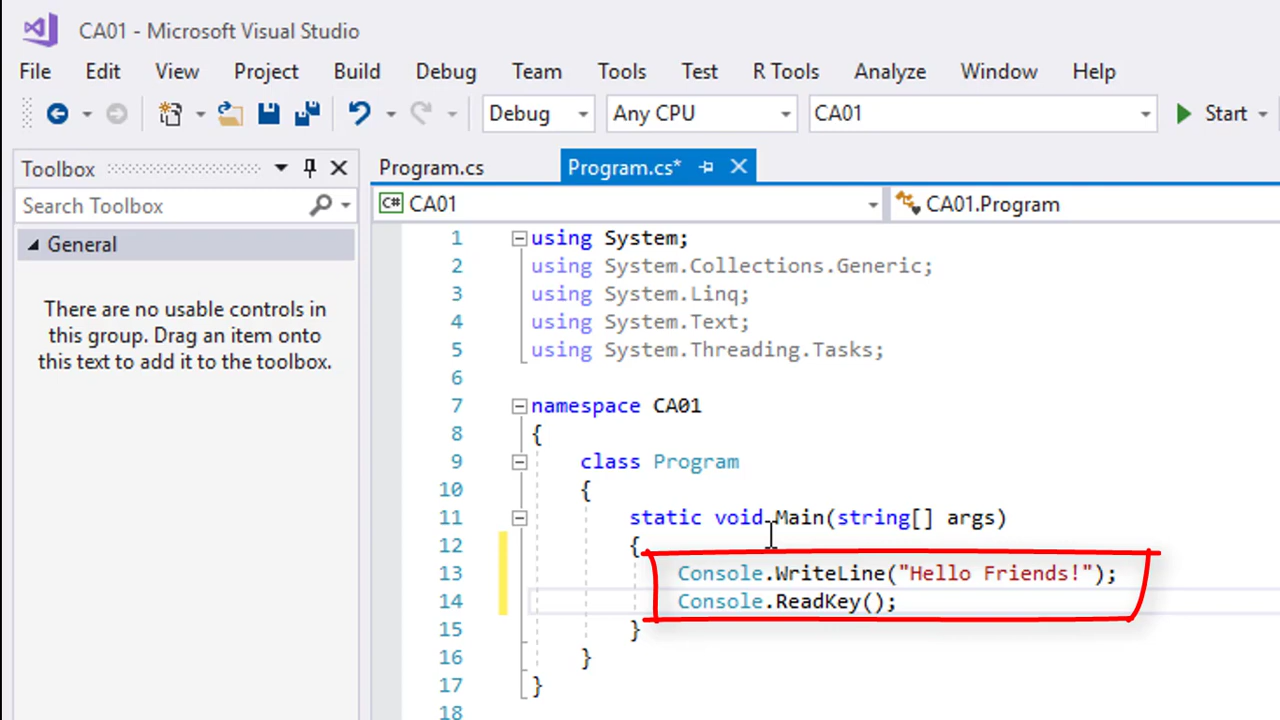 CA01 - Microsoft Visual Studio
File Edit View Project Build Debug Team Tools Test R Tools Analyze Window Help
Debug Any CPU CA01 Start
Toolbox
Search Toolbox
General
There are no usable controls in
this group. Drag an item onto
this text to add it to the toolbox.
Program.cs Program.cs*
C# CA01 CA01.Program
1 using System;
2 using System.Collections.Generic;
3 using System.Linq;
4 using System.Text;
5 using System.Threading.Tasks;
6
7 namespace CA01
8 {
9 class Program
10 {
11 static void Main(string[] args)
12 {
13 Console.WriteLine("Hello Friends!");
14 Console.ReadKey();
15 }
16 }
17 }
18